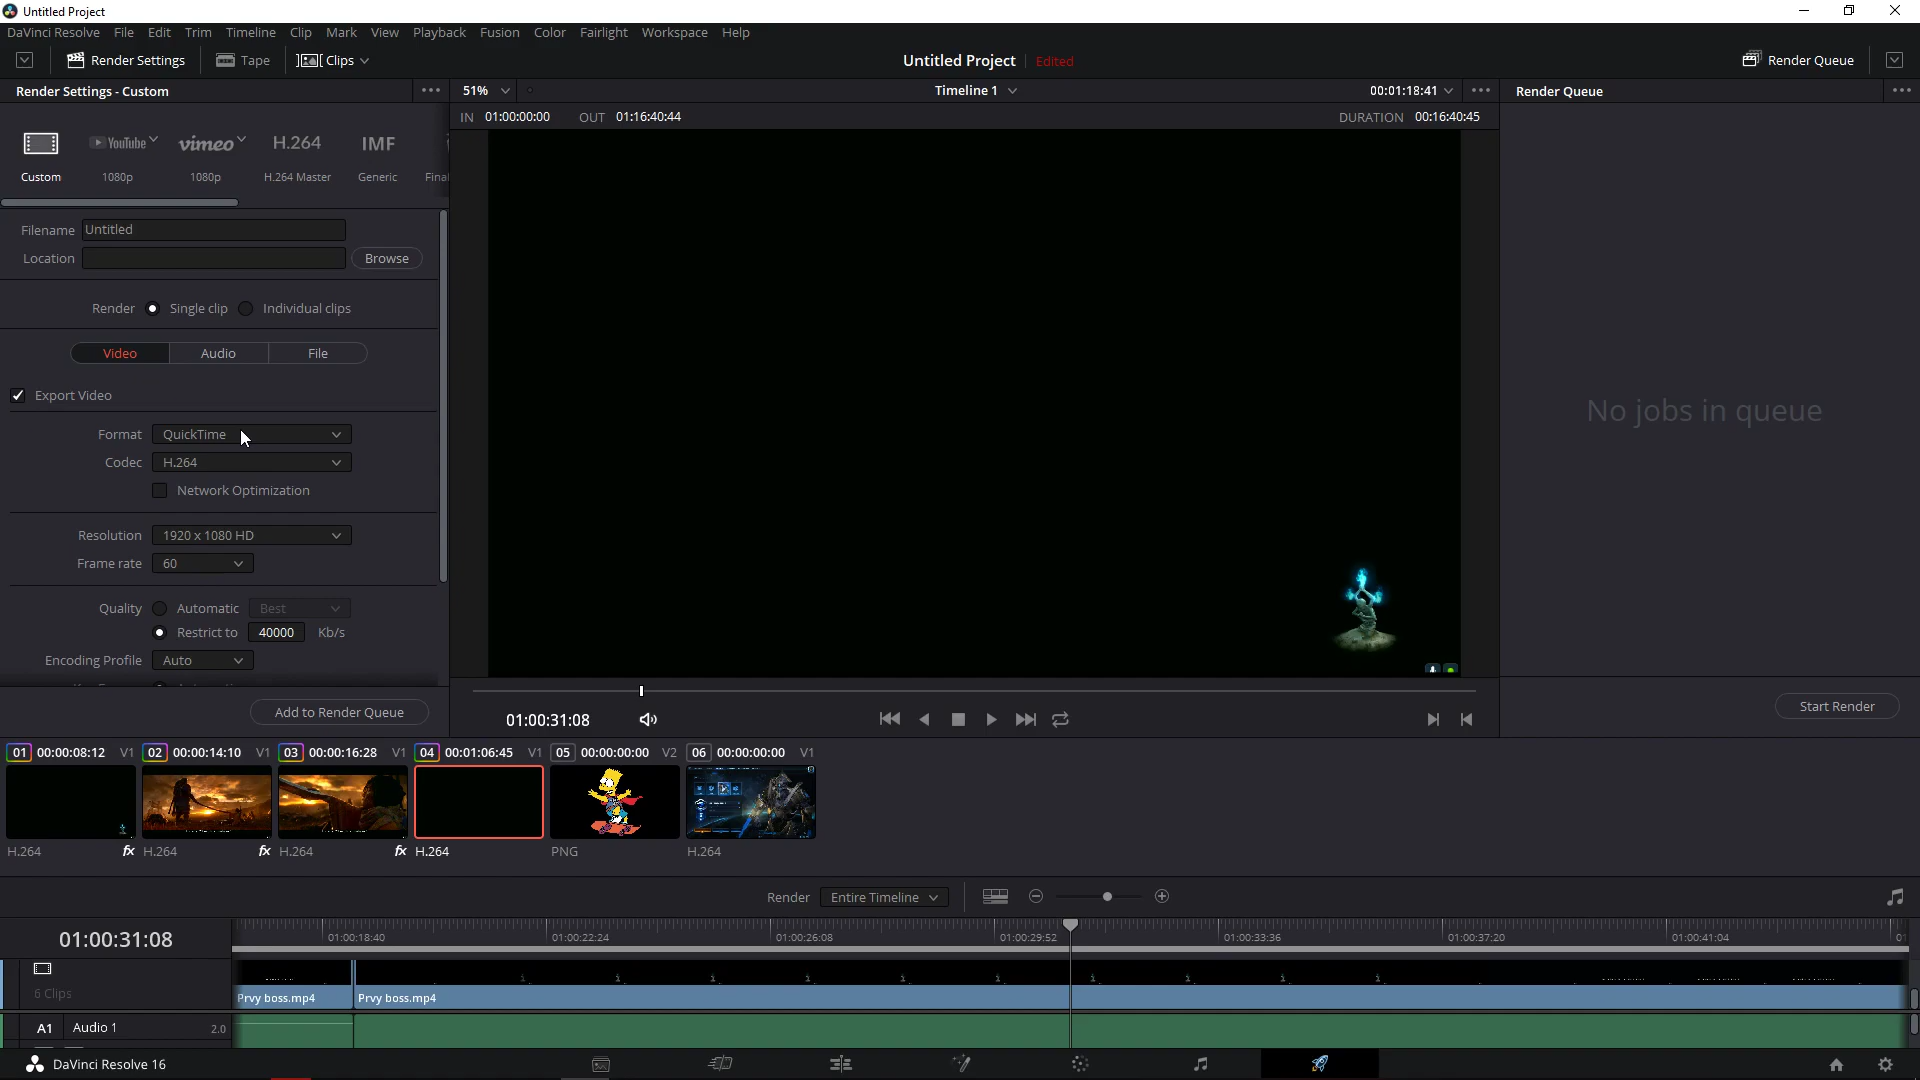 Untitled Project
DaVinci Resolve File Edit Trim Timeline Clip Mark View Playback Fusion Color Fairlight Workspace Help
Render Settings Tape Clips Untitled Project Edited Render Queue
Render Settings - Custom 51% Timeline 1 00:01:18:41 Render Queue
IN 01:00:00:00 OUT 01:16:40:44 DURATION 00:16:40:45
YouTube vimeo H.264 IMF
Custom 1080p 1080p H.264 Master Generic Final
Filename Untitled
Location Browse
Render Single clip Individual clips
Video Audio File
Export Video
Format QuickTime
Codec H.264
Network Optimization
Resolution 1920 x 1080 HD
Frame rate 60
Quality Automatic Best
Restrict to 40000 Kb/s
Encoding Profile Auto
Add to Render Queue
No jobs in queue
Start Render
01:00:31:08
01 00:00:08:12 V1 02 00:00:14:10 V1 03 00:00:16:28 V1 04 00:01:06:45 V1 05 00:00:00:00 V2 06 00:00:00:00 V1
H.264 fx H.264 fx H.264 fx H.264 PNG H.264
Render Entire Timeline
01:00:31:08 01:00:18:40 01:00:22:24 01:00:26:08 01:00:29:52 01:00:33:36 01:00:37:20 01:00:41:04
6 Clips
Prvy boss.mp4 Prvy boss.mp4
A1 Audio 1 2.0
DaVinci Resolve 16